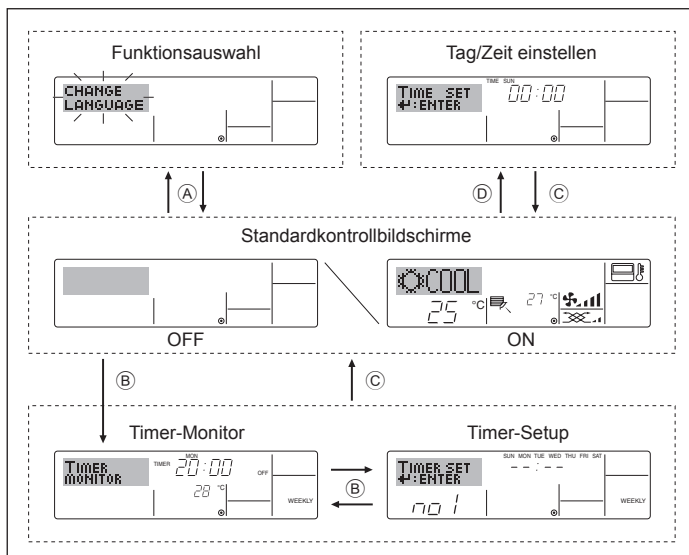 Funktionsauswahl
CHANGE
LANGUAGE
Tag/Zeit einstellen
TIME SUN
TIME SET
↵:ENTER
00:00
Ⓐ
Ⓓ
Ⓒ
Standardkontrollbildschirme
COOL
25 °C
27 °C
OFF
ON
Ⓑ
Ⓒ
Timer-Monitor
TIMER
MONITOR
MON
TIMER 20:00 OFF
28 °C
WEEKLY
Ⓑ
Timer-Setup
SUN MON TUE WED THU FRI SAT
TIMER SET
↵:ENTER
--:--
no 1
WEEKLY